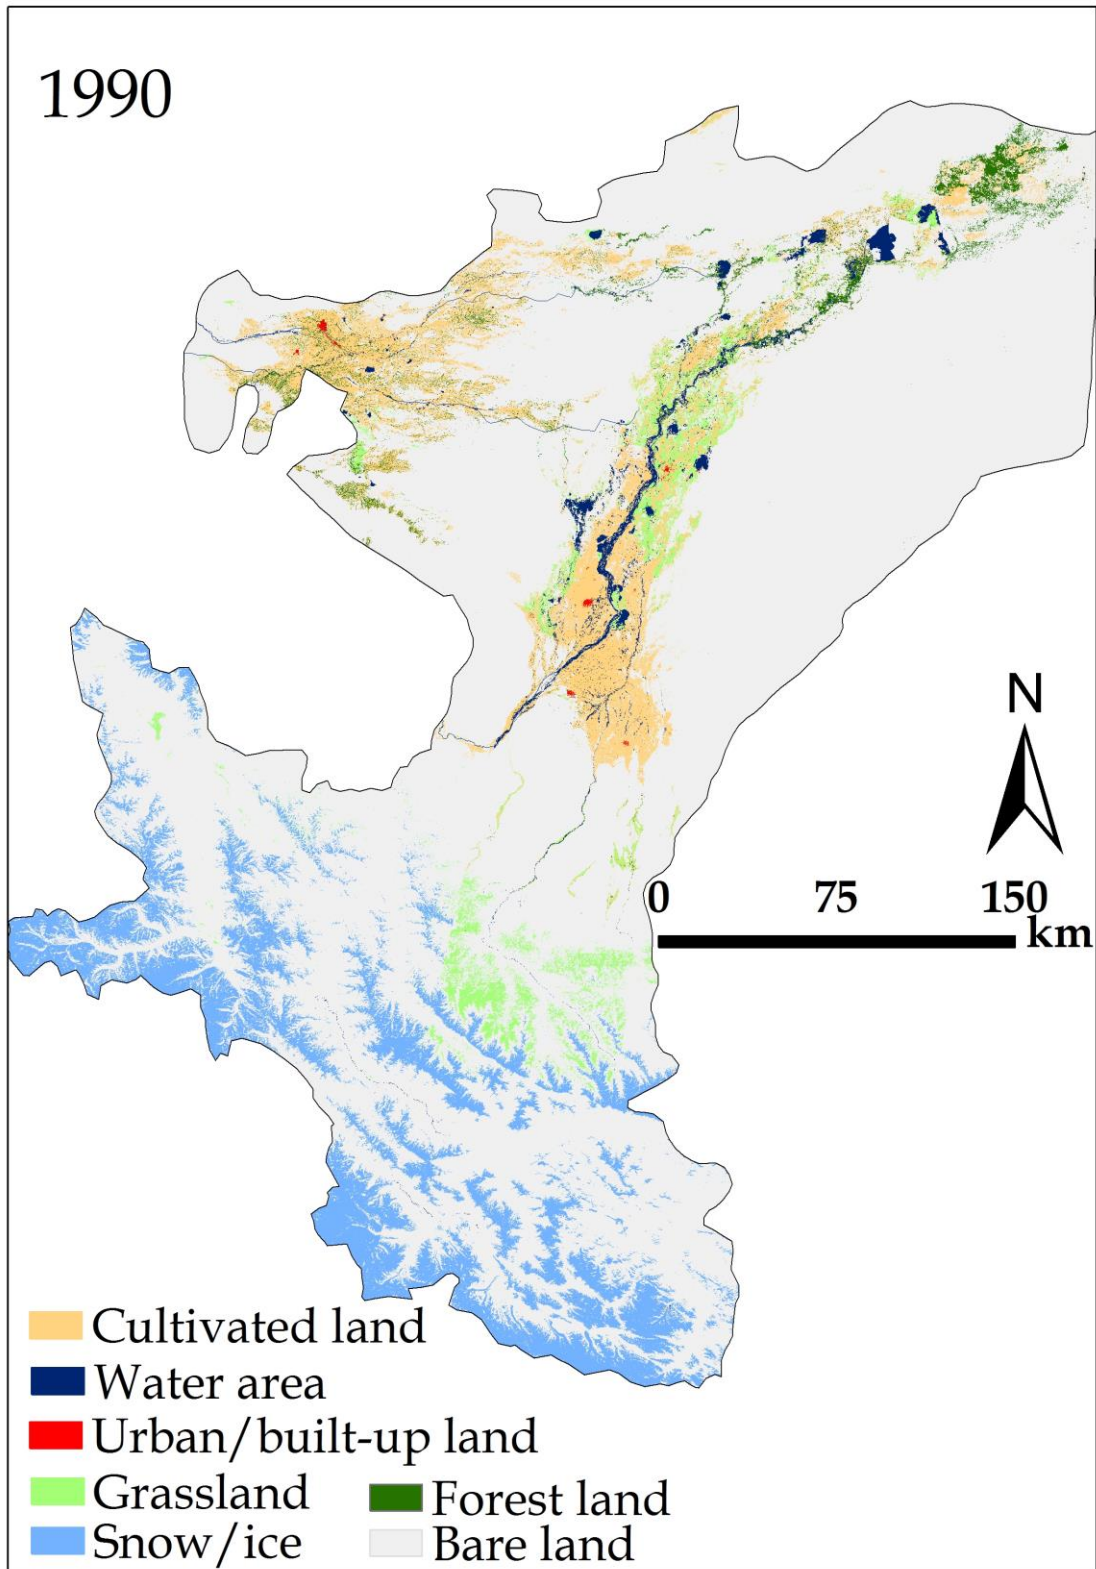 1990
N
0 75 150
km
Cultivated land
Water area
Urban/built-up land
Grassland Forest land
Snow/ice Bare land